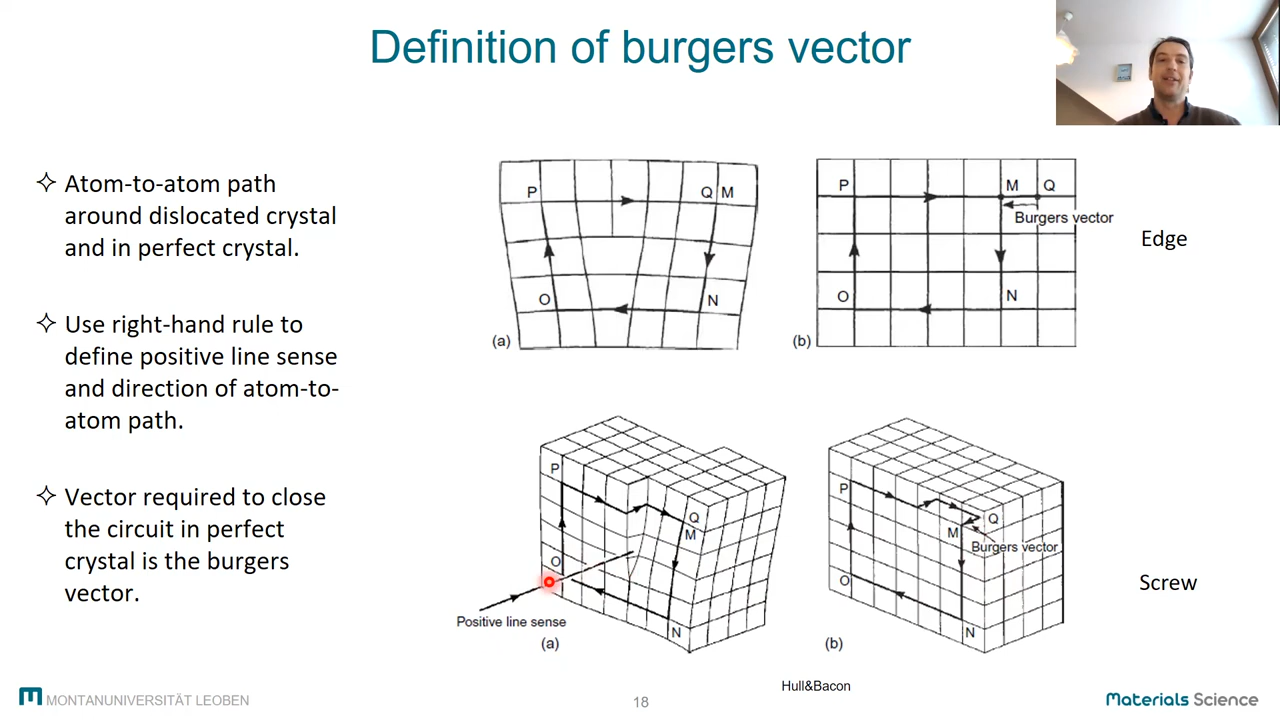 Definition of burgers vector
✧ Atom-to-atom path
around dislocated crystal
and in perfect crystal.
✧ Use right-hand rule to
define positive line sense
and direction of atom-to-
atom path.
✧ Vector required to close
the circuit in perfect
crystal is the burgers
vector.
P
Q M
O
N
(a)
P
M Q
Burgers vector
O
N
(b)
Edge
P
Q
M
O
N
Positive line sense
(a)
P
Q
M
Burgers vector
O
N
(b)
Screw
Hull&Bacon
MONTANUNIVERSITÄT LEOBEN
18
Materials Science